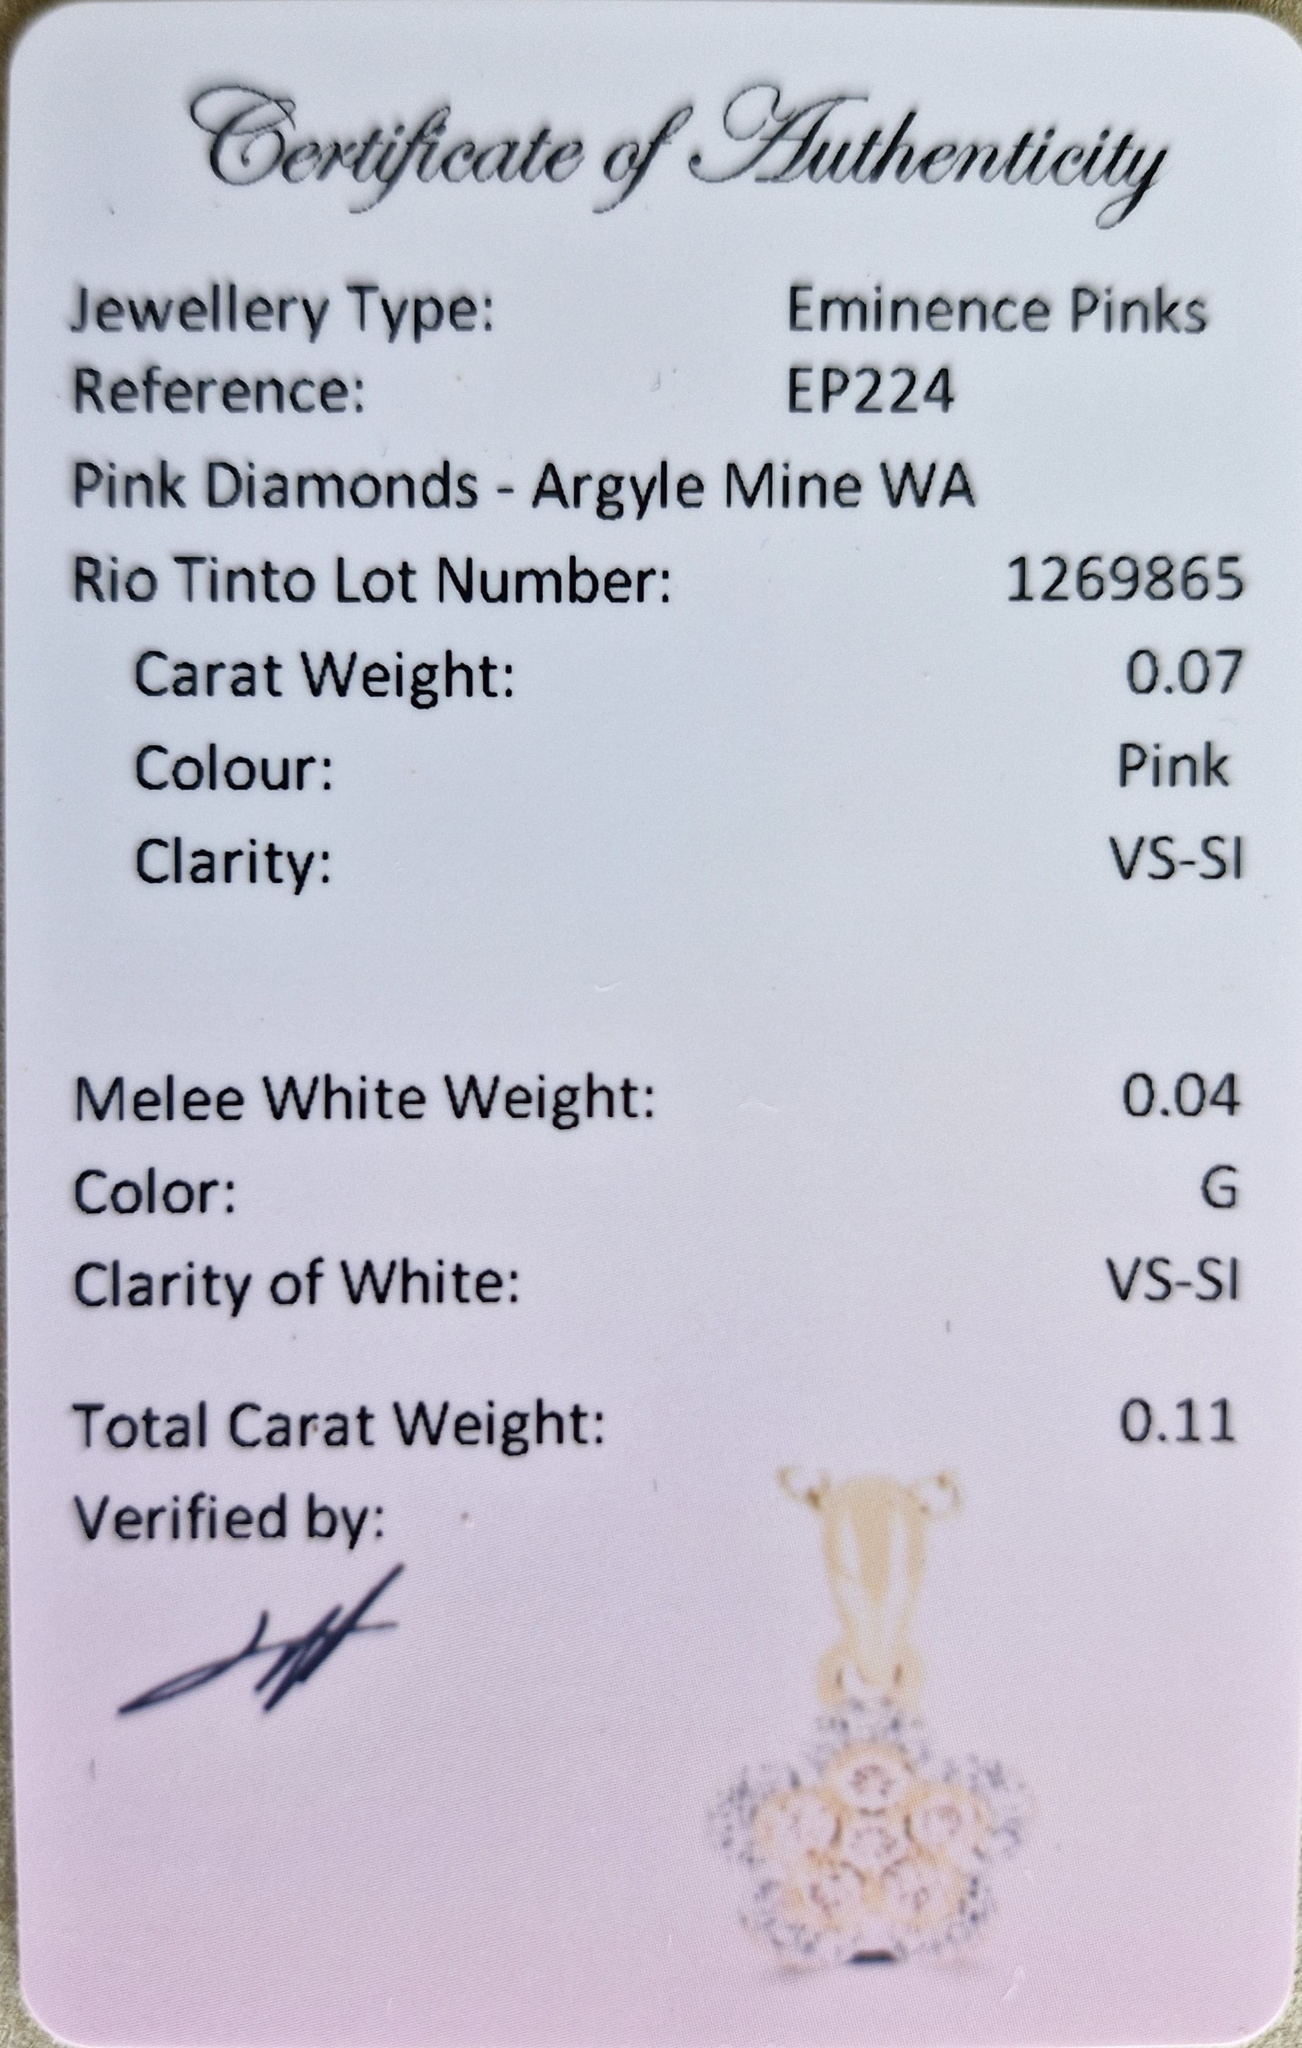 Certificate of Authenticity
Jewellery Type: Eminence Pinks
Reference: EP224
Pink Diamonds - Argyle Mine WA
Rio Tinto Lot Number: 1269865
Carat Weight: 0.07
Colour: Pink
Clarity: VS-SI
Melee White Weight: 0.04
Color: G
Clarity of White: VS-SI
Total Carat Weight: 0.11
Verified by: